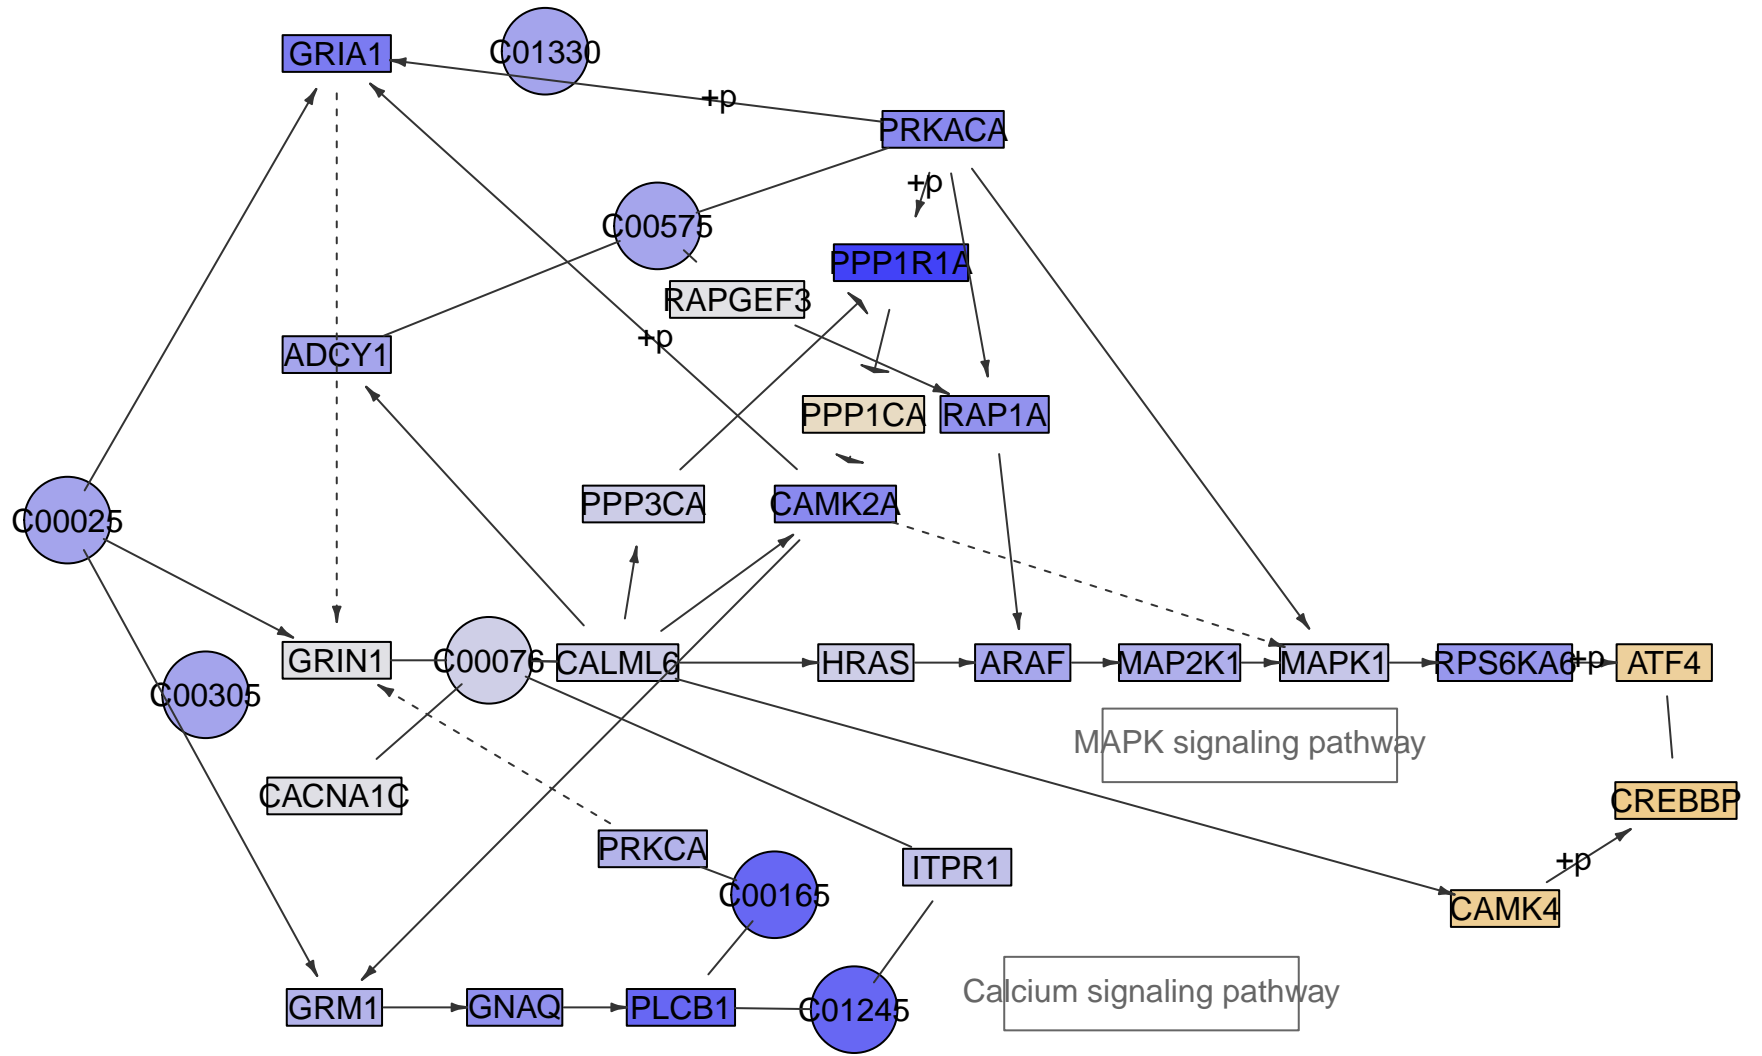 C01330
GRIA1
+p
PRKACA
+p
C00575
PPP1R1A
RAPGEF3
+p
ADCY1
PPP1CA
RAP1A
PPP3CA
CAMK2A
C00025
GRIN1
C00076
CALML6
HRAS
ARAF
MAP2K1
MAPK1
RPS6KA6
+p
ATF4
C00305
MAPK signaling pathway
CACNA1C
CREBBP
PRKCA
ITPR1
+p
C00165
CAMK4
Calcium signaling pathway
GRM1
GNAQ
PLCB1
C01245